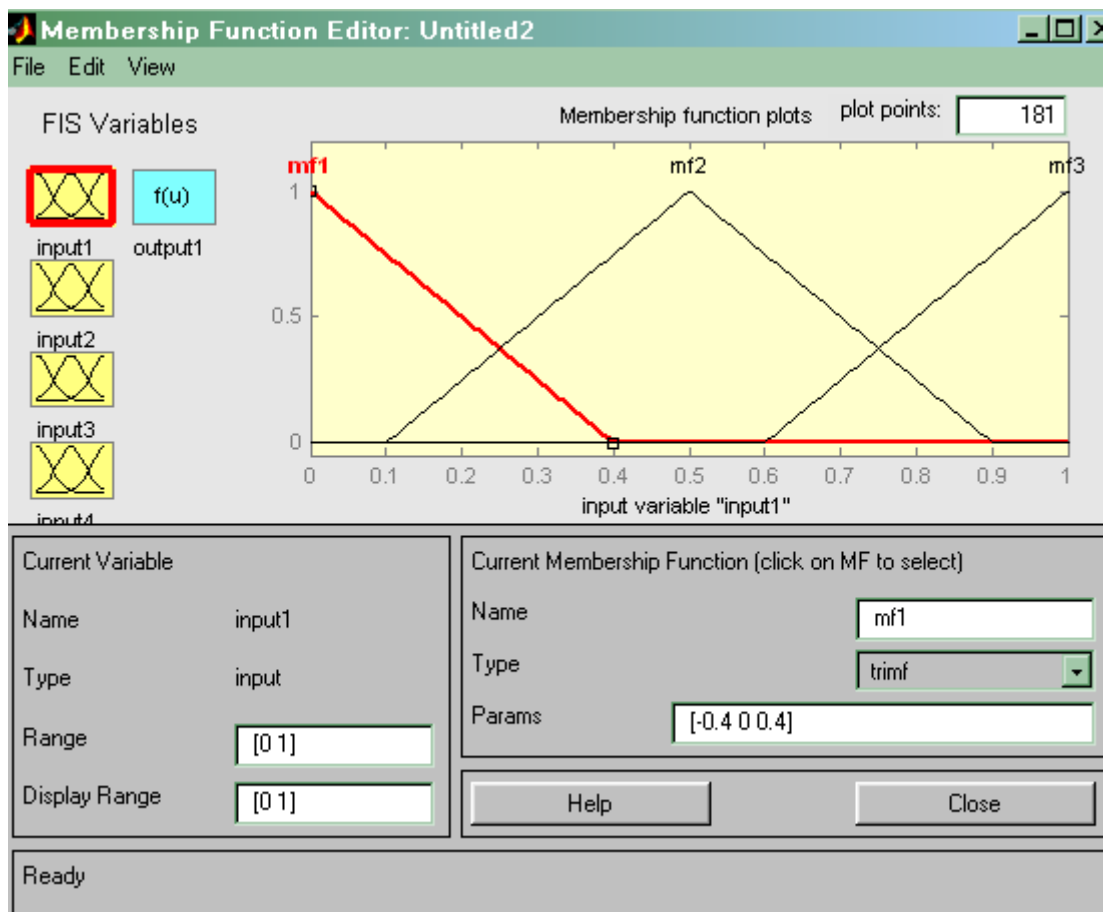 Membership Function Editor: Untitled2
File Edit View
FIS Variables
Membership function plots plot points: 181
f(u)
input1 output1
input2
input3
input4
mf1 mf2 mf3
1
0.5
0
0 0.1 0.2 0.3 0.4 0.5 0.6 0.7 0.8 0.9 1
input variable "input1"
Current Variable
Name input1
Type input
Range [0 1]
Display Range [0 1]
Current Membership Function (click on MF to select)
Name mf1
Type trimf
Params [-0.4 0 0.4]
Help Close
Ready